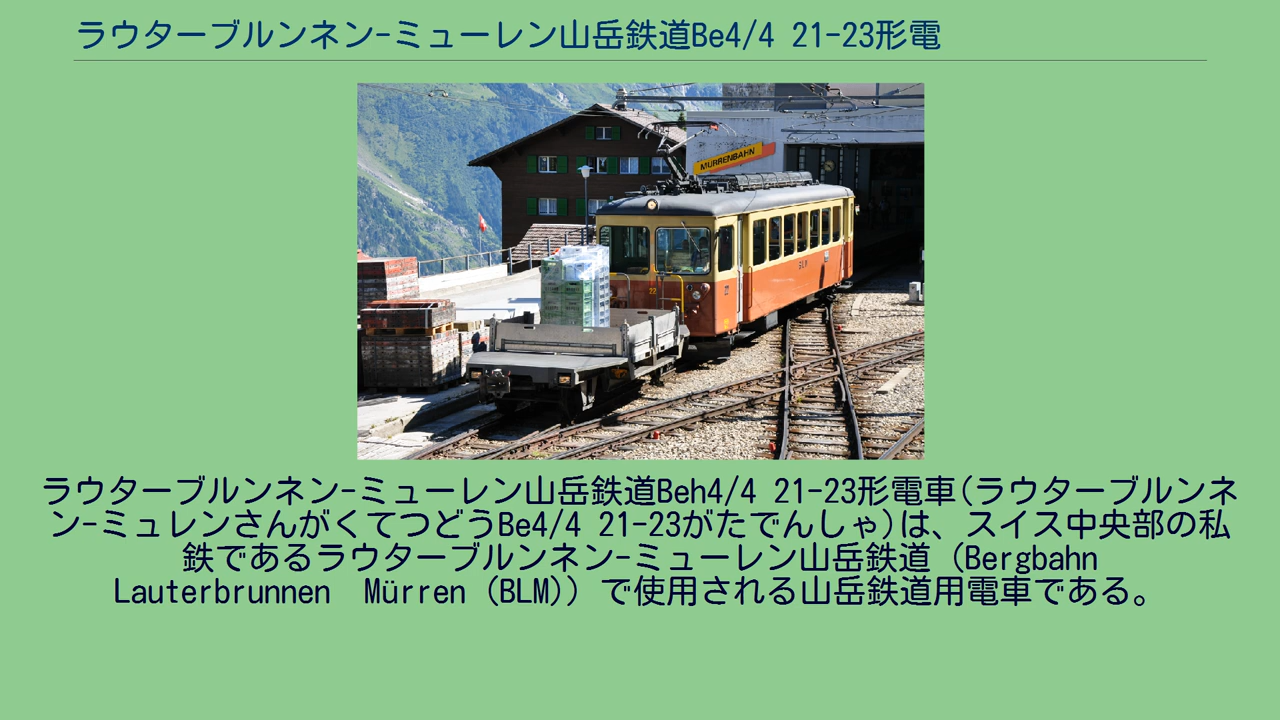 ラウターブルンネン-ミューレン山岳鉄道Be4/4 21-23形電
MÜRRENBAHN
BLM
22
22
ラウターブルンネン-ミューレン山岳鉄道Beh4/4 21-23形電車(ラウターブルンネ
ン-ミュレンさんがくてつどうBe4/4 21-23がたでんしゃ)は、スイス中央部の私
鉄であるラウターブルンネン-ミューレン山岳鉄道（Bergbahn
Lauterbrunnen　Mürren（BLM)）で使用される山岳鉄道用電車である。